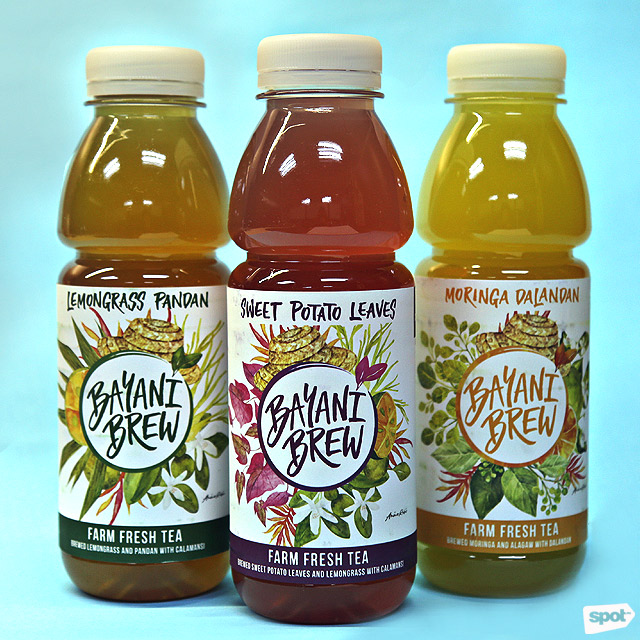 LEMONGRASS PANDAN
BAYANI
BREW
FARM FRESH TEA
BREWED LEMONGRASS AND PANDAN WITH CALAMANSI
SWEET POTATO LEAVES
BAYANI
BREW
FARM FRESH TEA
BREWED SWEET POTATO LEAVES AND LEMONGRASS WITH CALAMANSI
MORINGA DALANDAN
BAYANI
BREW
FARM FRESH TEA
BREWED MORINGA AND ALAGAW WITH DALANDAN
spot